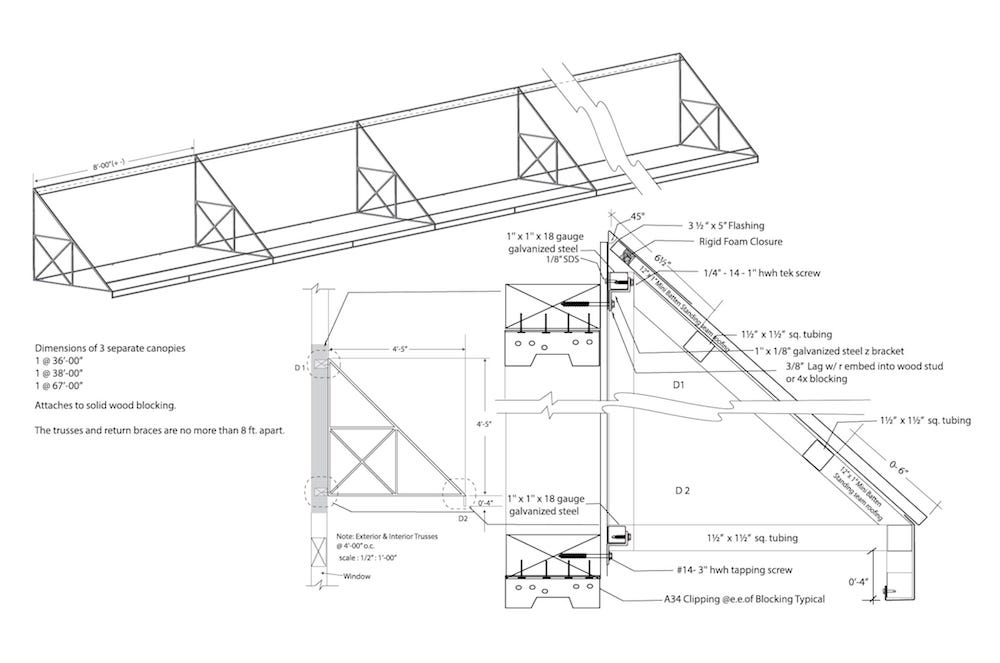 8'-00"(+ -)
45"
3 ½ " x 5" Flashing
Rigid Foam Closure
1" x 1" x 18 gauge
galvanized steel
1/8" SDS
6½"
1/4" - 14 - 1" hwh tek screw
12"x 1" Mini Batten Standing seam roofing
1½" x 1½" sq. tubing
1" x 1/8" galvanized steel z bracket
3/8" Lag w/ r embed into wood stud
or 4x blocking
D1
Dimensions of 3 separate canopies
1 @ 36'-00"
1 @ 38'-00"
1 @ 67'-00"
Attaches to solid wood blocking.
The trusses and return braces are no more than 8 ft. apart.
4'-5"
D 1
4'-5"
0'-4"
D2
Note: Exterior & Interior Trusses
@ 4'-00" o.c.
scale : 1/2" : 1'-00"
Window
1½" x 1½" sq. tubing
0-6"
12"x 1" Mini Batten
Standing seam roofing
D 2
1" x 1" x 18 gauge
galvanized steel
1½" x 1½" sq. tubing
#14- 3" hwh tapping screw
0'-4"
A34 Clipping @e.e.of Blocking Typical